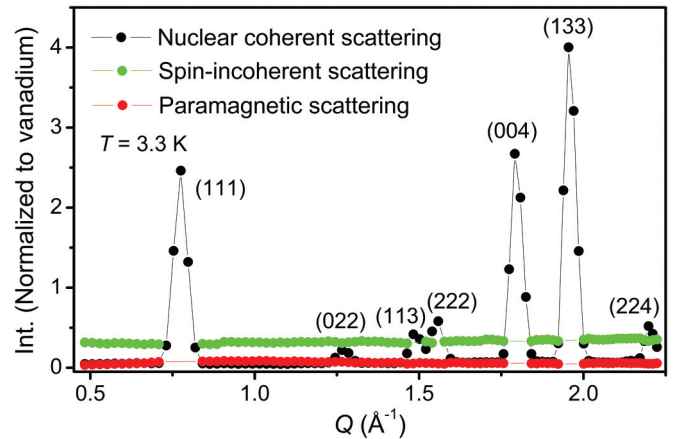 Nuclear coherent scattering
Spin-incoherent scattering
Paramagnetic scattering
T = 3.3 K
(111)
(022)
(113)
(222)
(004)
(133)
(224)
Int. (Normalized to vanadium)
4
3
2
1
0
0.5 1.0 1.5 2.0
Q (Å⁻¹)